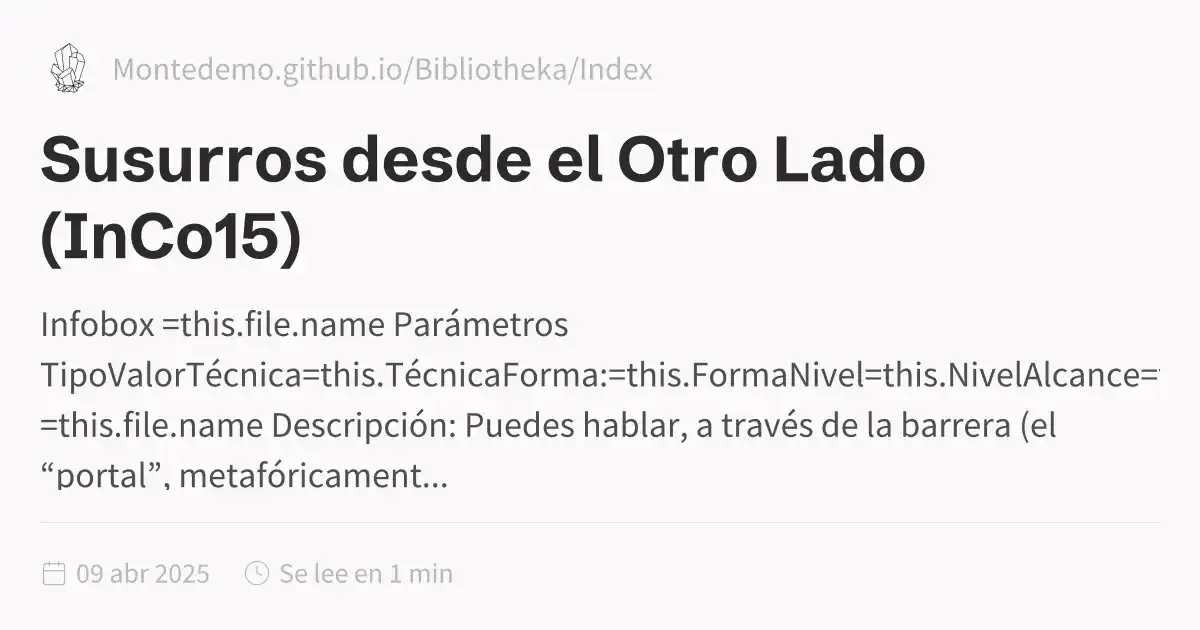 Montedemo.github.io/Bibliotheka/Index
Susurros desde el Otro Lado
(InCo15)
Infobox =this.file.name Parámetros
TipoValorTécnica=this.TécnicaForma:=this.FormaNivel=this.NivelAlcance=
=this.file.name Descripción: Puedes hablar, a través de la barrera (el
“portal”, metafóricament...
09 abr 2025
Se lee en 1 min